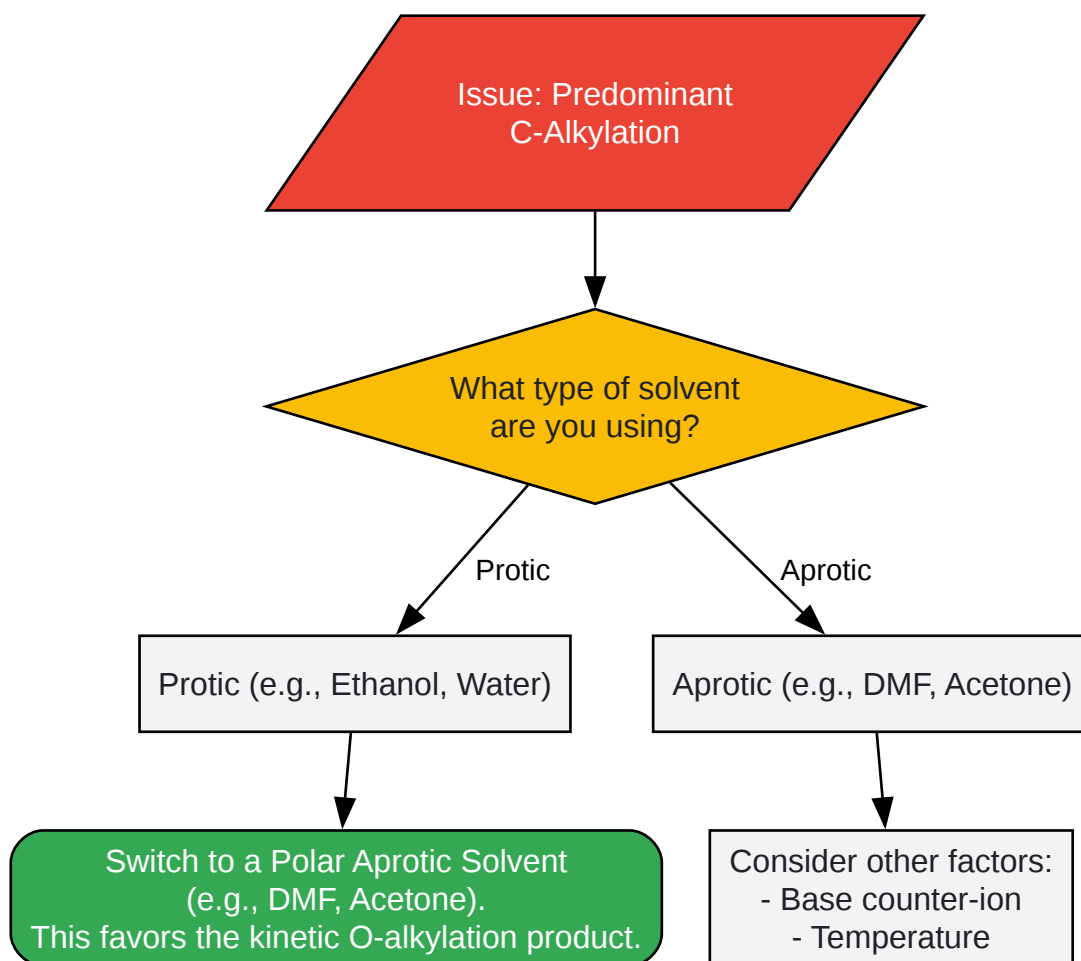 Issue: Predominant
C-Alkylation
What type of solvent
are you using?
Protic
Aprotic
Protic (e.g., Ethanol, Water)
Aprotic (e.g., DMF, Acetone)
Switch to a Polar Aprotic Solvent
(e.g., DMF, Acetone).
This favors the kinetic O-alkylation product.
Consider other factors:
- Base counter-ion
- Temperature